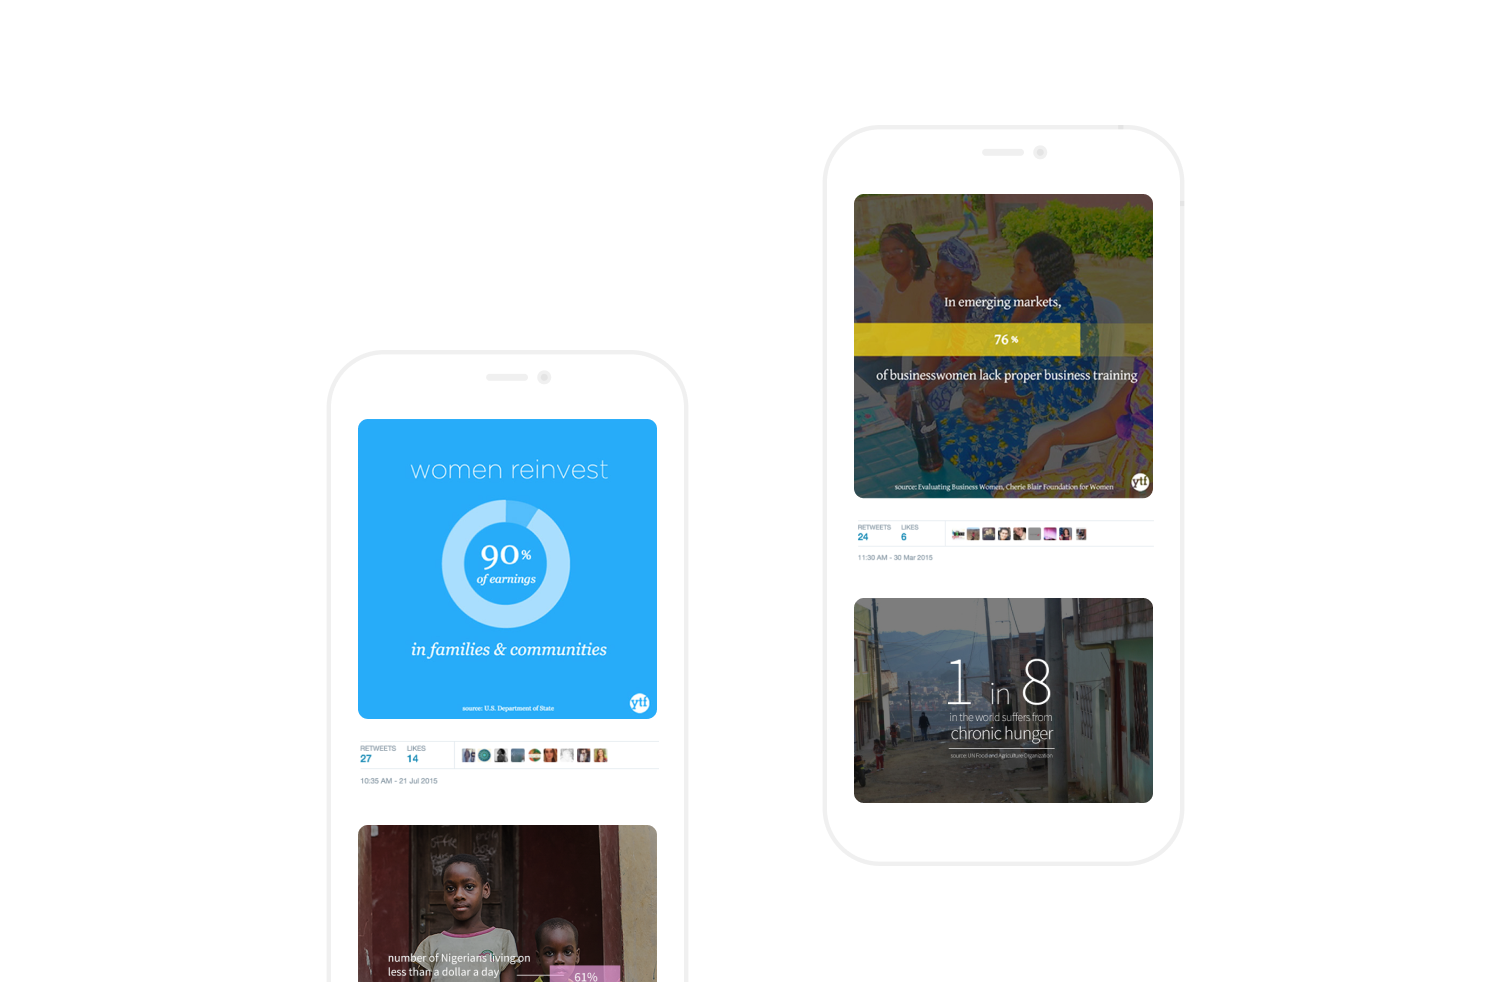 women reinvest
90%
of earnings
in families & communities
source: U.S. Department of State
ytf
RETWEETS LIKES
27 14
10:35 AM - 21 Jul 2015
number of Nigerians living on
less than a dollar a day
61%
In emerging markets,
76 %
of businesswomen lack proper business training
source: Evaluating Business Women, Cherie Blair Foundation for Women
ytf
RETWEETS LIKES
24 6
11:30 AM - 30 Mar 2015
1 in 8
in the world suffers from
chronic hunger
source: UN Food and Agriculture Organization